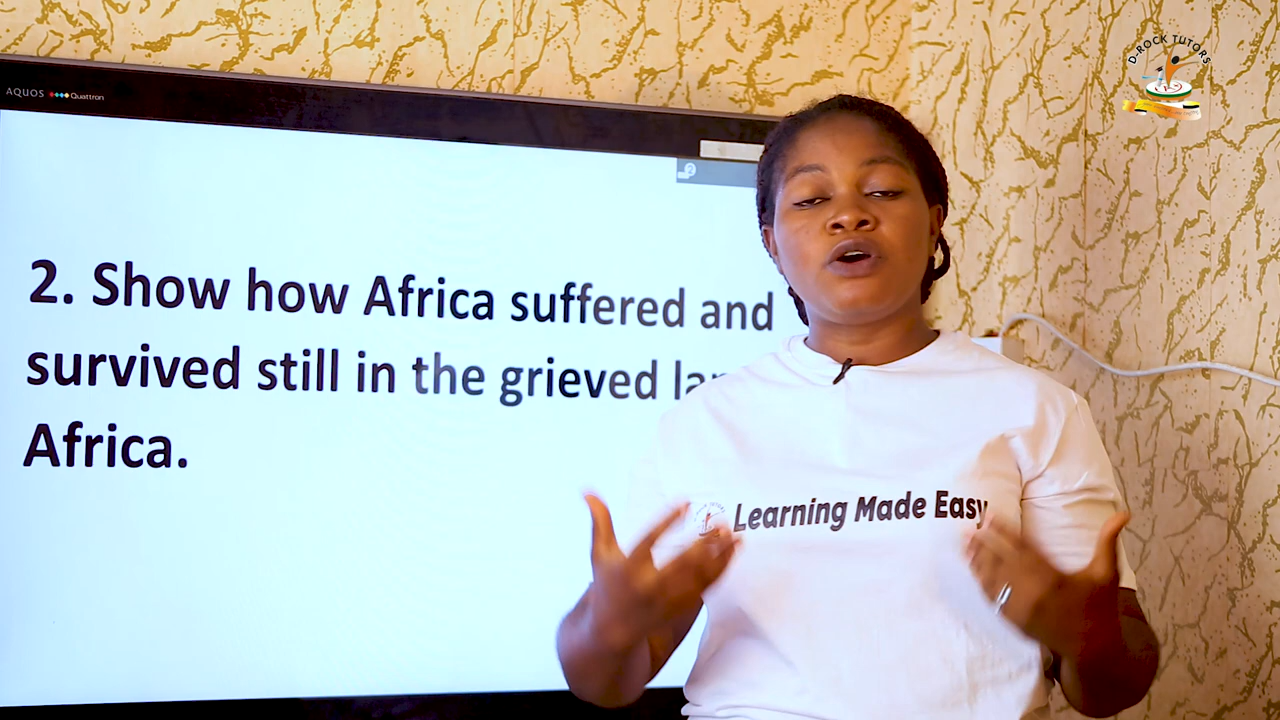 D-ROCK TUTORS
AQUOS Quattron
2. Show how Africa suffered and
survived still in the grieved
Africa.
Learning Made Easy